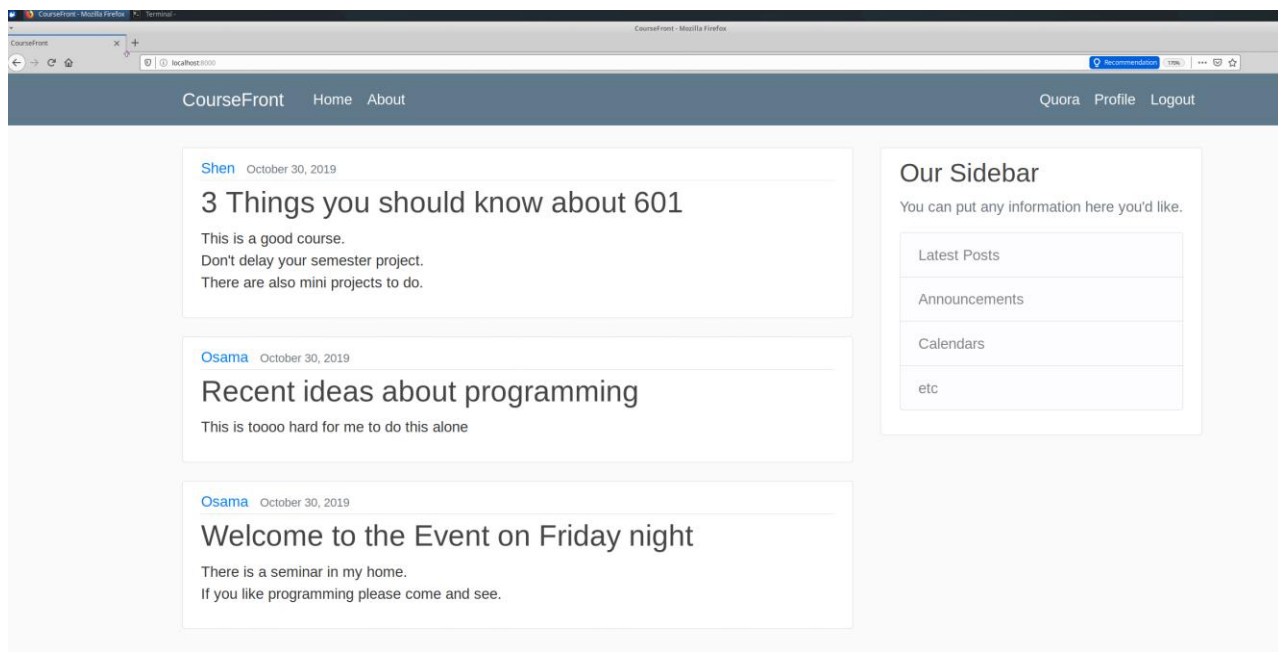 CourseFront - Mozilla Firefox Terminal -
CourseFront - Mozilla Firefox
CourseFront
localhost:8000 Recommendation 170%
CourseFront Home About Quora Profile Logout
Shen October 30, 2019
3 Things you should know about 601
This is a good course.
Don't delay your semester project.
There are also mini projects to do.
Osama October 30, 2019
Recent ideas about programming
This is toooo hard for me to do this alone
Osama October 30, 2019
Welcome to the Event on Friday night
There is a seminar in my home.
If you like programming please come and see.
Our Sidebar
You can put any information here you'd like.
Latest Posts
Announcements
Calendars
etc